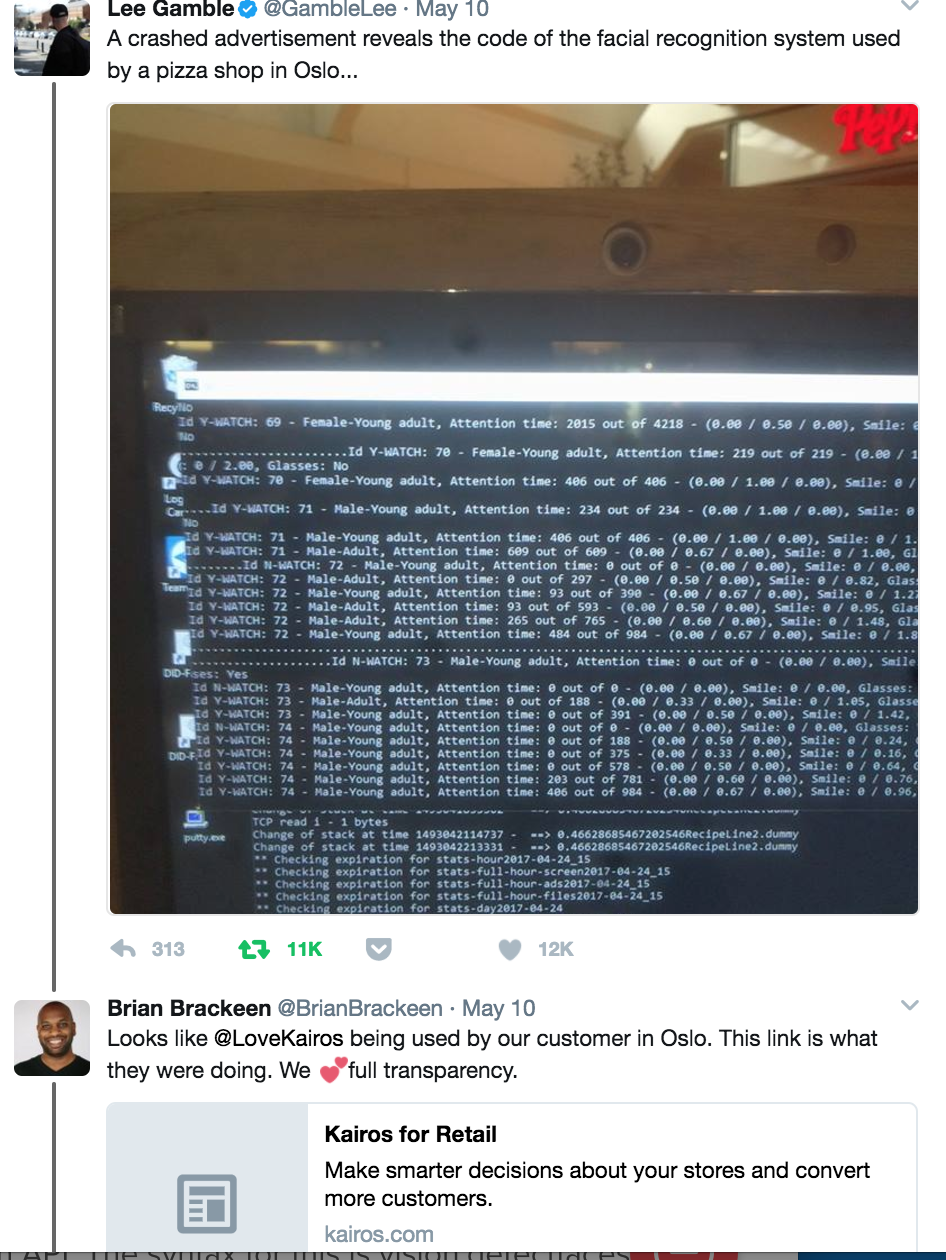 Lee Gamble @GambleLee · May 10
A crashed advertisement reveals the code of the facial recognition system used
by a pizza shop in Oslo...
Recy
No
Id Y-WATCH: 69 - Female-Young adult, Attention time: 2015 out of 4218 - (0.00 / 0.50 / 0.00), Smile:
No
......................Id Y-WATCH: 70 - Female-Young adult, Attention time: 219 out of 219 - (0.00 / 1
: 0 / 2.00, Glasses: No
Id Y-WATCH: 70 - Female-Young adult, Attention time: 406 out of 406 - (0.00 / 1.00 / 0.00), Smile: 0 /
Log
Car
.....Id Y-WATCH: 71 - Male-Young adult, Attention time: 234 out of 234 - (0.00 / 1.00 / 0.00), Smile: 0
No
Id Y-WATCH: 71 - Male-Young adult, Attention time: 406 out of 406 - (0.00 / 1.00 / 0.00), Smile: 0 / 1.
Id Y-WATCH: 71 - Male-Adult, Attention time: 609 out of 609 - (0.00 / 0.67 / 0.00), Smile: 0 / 1.00, Gl
........Id N-WATCH: 72 - Male-Young adult, Attention time: 0 out of 0 - (0.00 / 0.00), Smile: 0 / 0.00,
Id Y-WATCH: 72 - Male-Adult, Attention time: 0 out of 297 - (0.00 / 0.50 / 0.00), Smile: 0 / 0.82, Glas
Team
Id Y-WATCH: 72 - Male-Young adult, Attention time: 93 out of 390 - (0.00 / 0.67 / 0.00), Smile: 0 / 1.2
Id Y-WATCH: 72 - Male-Adult, Attention time: 93 out of 593 - (0.00 / 0.50 / 0.00), Smile: 0 / 0.95, Glas
Id Y-WATCH: 72 - Male-Adult, Attention time: 265 out of 765 - (0.00 / 0.60 / 0.00), Smile: 0 / 1.48, Gla
Id Y-WATCH: 72 - Male-Young adult, Attention time: 484 out of 984 - (0.00 / 0.67 / 0.00), Smile: 0 / 1.8
....................Id N-WATCH: 73 - Male-Young adult, Attention time: 0 out of 0 - (0.00 / 0.00), Smile
DID-F
ses: Yes
Id N-WATCH: 73 - Male-Young adult, Attention time: 0 out of 0 - (0.00 / 0.00), Smile: 0 / 0.00, Glasses:
Id Y-WATCH: 73 - Male-Adult, Attention time: 0 out of 188 - (0.00 / 0.33 / 0.00), Smile: 0 / 1.05, Glasse
Id Y-WATCH: 73 - Male-Young adult, Attention time: 0 out of 391 - (0.00 / 0.50 / 0.00), Smile: 0 / 1.42,
Id N-WATCH: 74 - Male-Young adult, Attention time: 0 out of 0 - (0.00 / 0.00), Smile: 0 / 0.00, Glasses:
Id Y-WATCH: 74 - Male-Young adult, Attention time: 0 out of 188 - (0.00 / 0.50 / 0.00), Smile: 0 / 0.24,
DID-F
Id Y-WATCH: 74 - Male-Young adult, Attention time: 0 out of 375 - (0.00 / 0.33 / 0.00), Smile: 0 / 0.16,
Id Y-WATCH: 74 - Male-Young adult, Attention time: 0 out of 578 - (0.00 / 0.50 / 0.00), Smile: 0 / 0.64,
Id Y-WATCH: 74 - Male-Young adult, Attention time: 203 out of 781 - (0.00 / 0.60 / 0.00), Smile: 0 / 0.76,
Id Y-WATCH: 74 - Male-Young adult, Attention time: 406 out of 984 - (0.00 / 0.67 / 0.00), Smile: 0 / 0.96,
putty.exe
TCP read i - 1 bytes
Change of stack at time 1493042114737 - ==> 0.46628685467202546RecipeLine2.dummy
Change of stack at time 1493042213331 - ==> 0.46628685467202546RecipeLine2.dummy
** Checking expiration for stats-hour2017-04-24_15
** Checking expiration for stats-full-hour-screen2017-04-24_15
** Checking expiration for stats-full-hour-ads2017-04-24_15
** Checking expiration for stats-full-hour-files2017-04-24_15
** Checking expiration for stats-day2017-04-24
313 11K 12K
Brian Brackeen @BrianBrackeen · May 10
Looks like @LoveKairos being used by our customer in Oslo. This link is what
they were doing. We 💕full transparency.
Kairos for Retail
Make smarter decisions about your stores and convert
more customers.
kairos.com